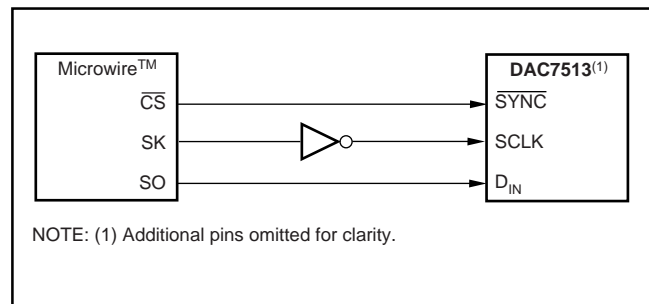 Microwire™ DAC7513(1)
CS SYNC
SK SCLK
SO DIN
NOTE: (1) Additional pins omitted for clarity.